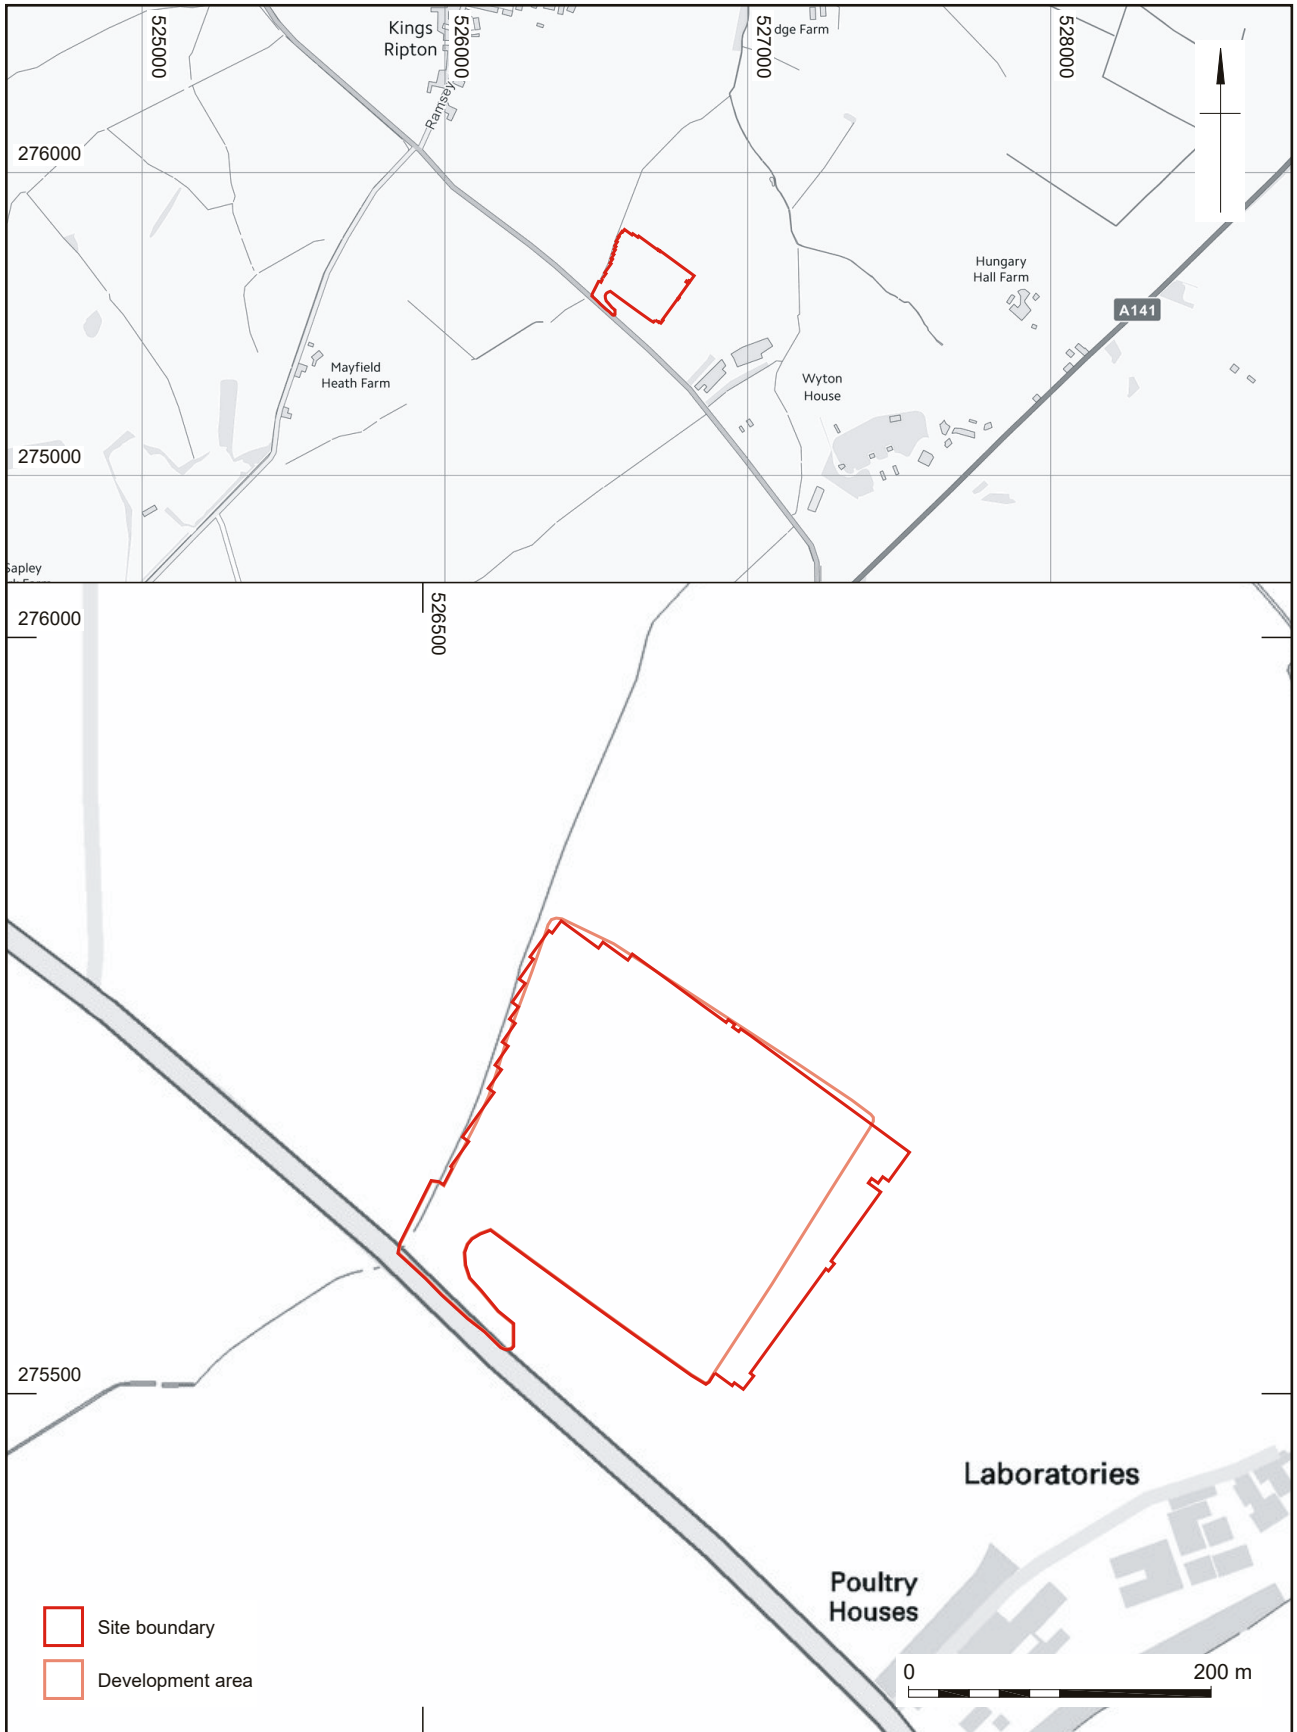 525000
Kings
Ripton
526000
527000
dge Farm
528000
Ramsey
276000
Hungary
Hall Farm
A141
Mayfield
Heath Farm
Wyton
House
275000
Sapley
276000
526500
275500
Laboratories
Poultry
Houses
Site boundary
Development area
0 200 m